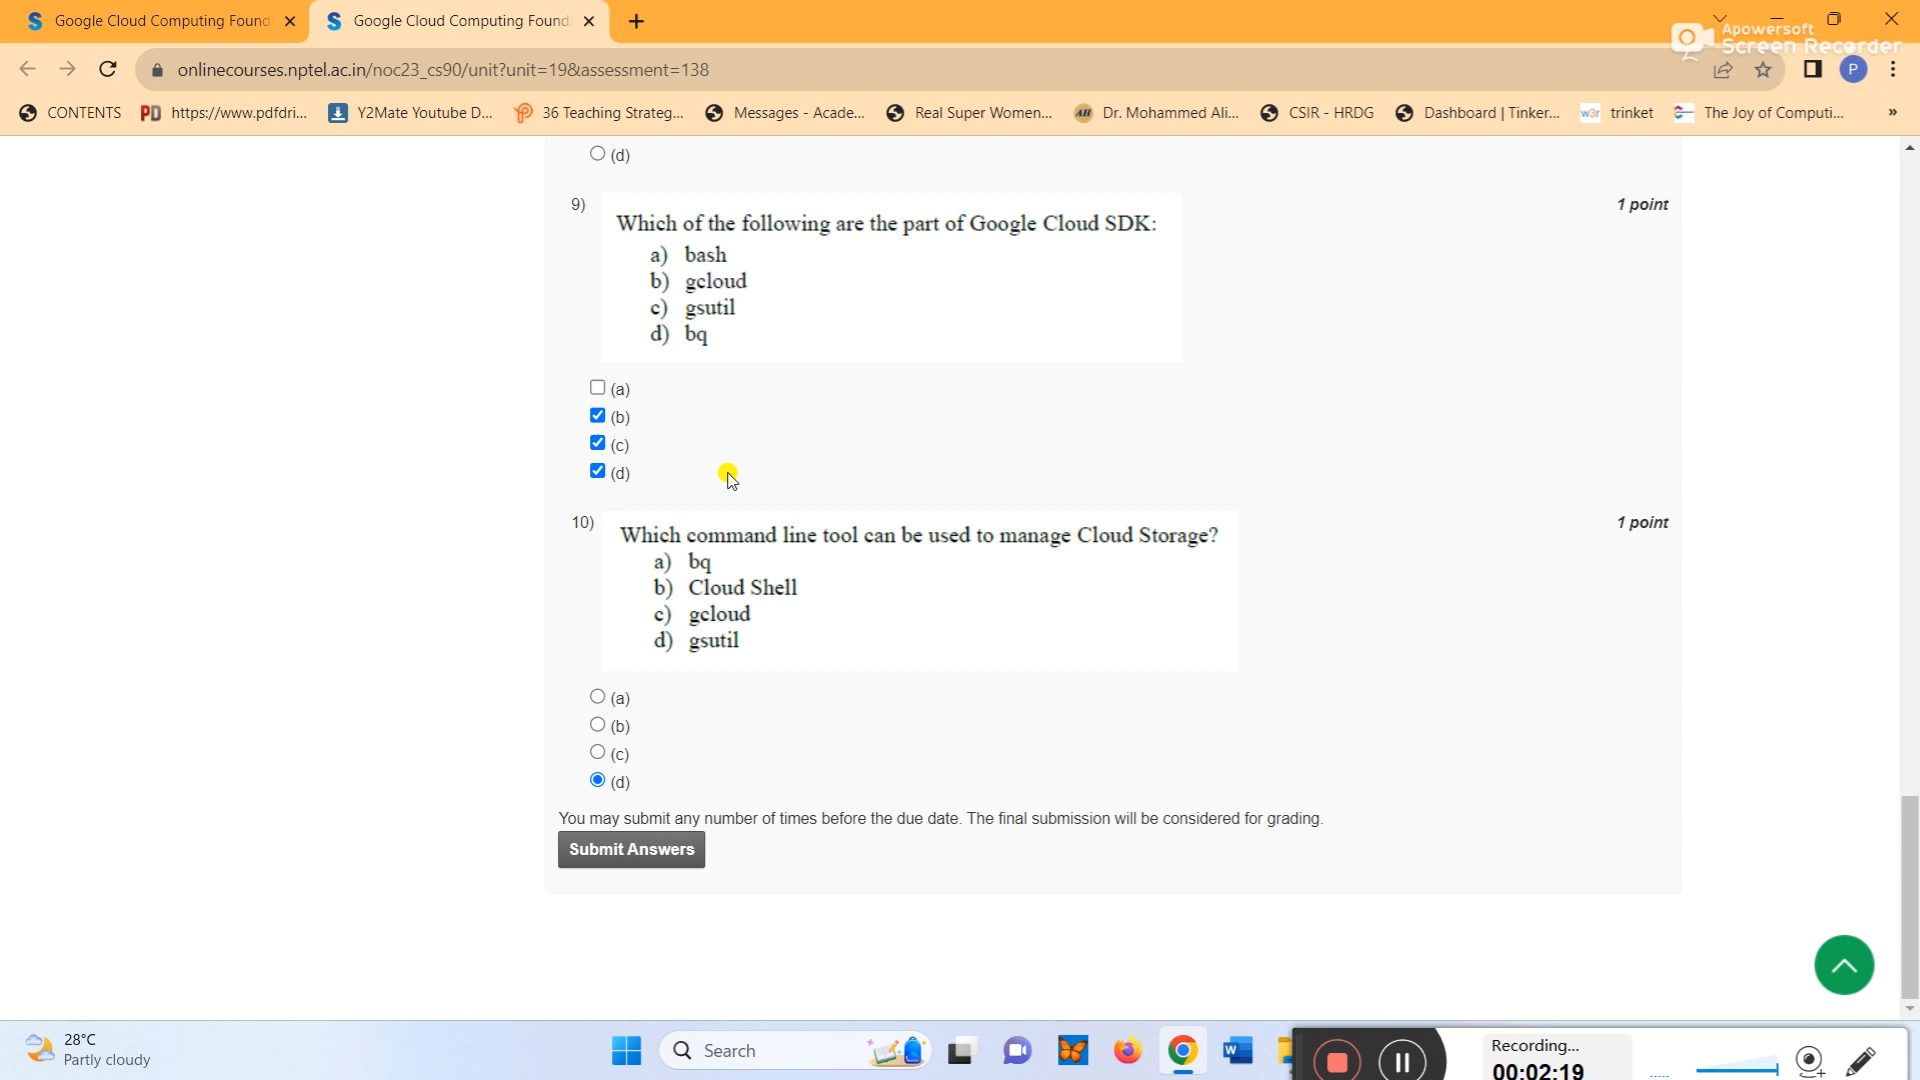 Google Cloud Computing Found
Google Cloud Computing Found
Apowersoft
Screen Recorder
onlinecourses.nptel.ac.in/noc23_cs90/unit?unit=19&assessment=138
P
CONTENTS
https://www.pdfdri...
Y2Mate Youtube D...
36 Teaching Strateg...
Messages - Acade...
Real Super Women...
Dr. Mohammed Ali...
CSIR - HRDG
Dashboard | Tinker...
trinket
The Joy of Computi...
»
(d)
9)
1 point
Which of the following are the part of Google Cloud SDK:
a) bash
b) gcloud
c) gsutil
d) bq
(a)
(b)
(c)
(d)
10)
1 point
Which command line tool can be used to manage Cloud Storage?
a) bq
b) Cloud Shell
c) gcloud
d) gsutil
(a)
(b)
(c)
(d)
You may submit any number of times before the due date. The final submission will be considered for grading.
Submit Answers
28°C
Partly cloudy
Search
Recording...
00:02:19